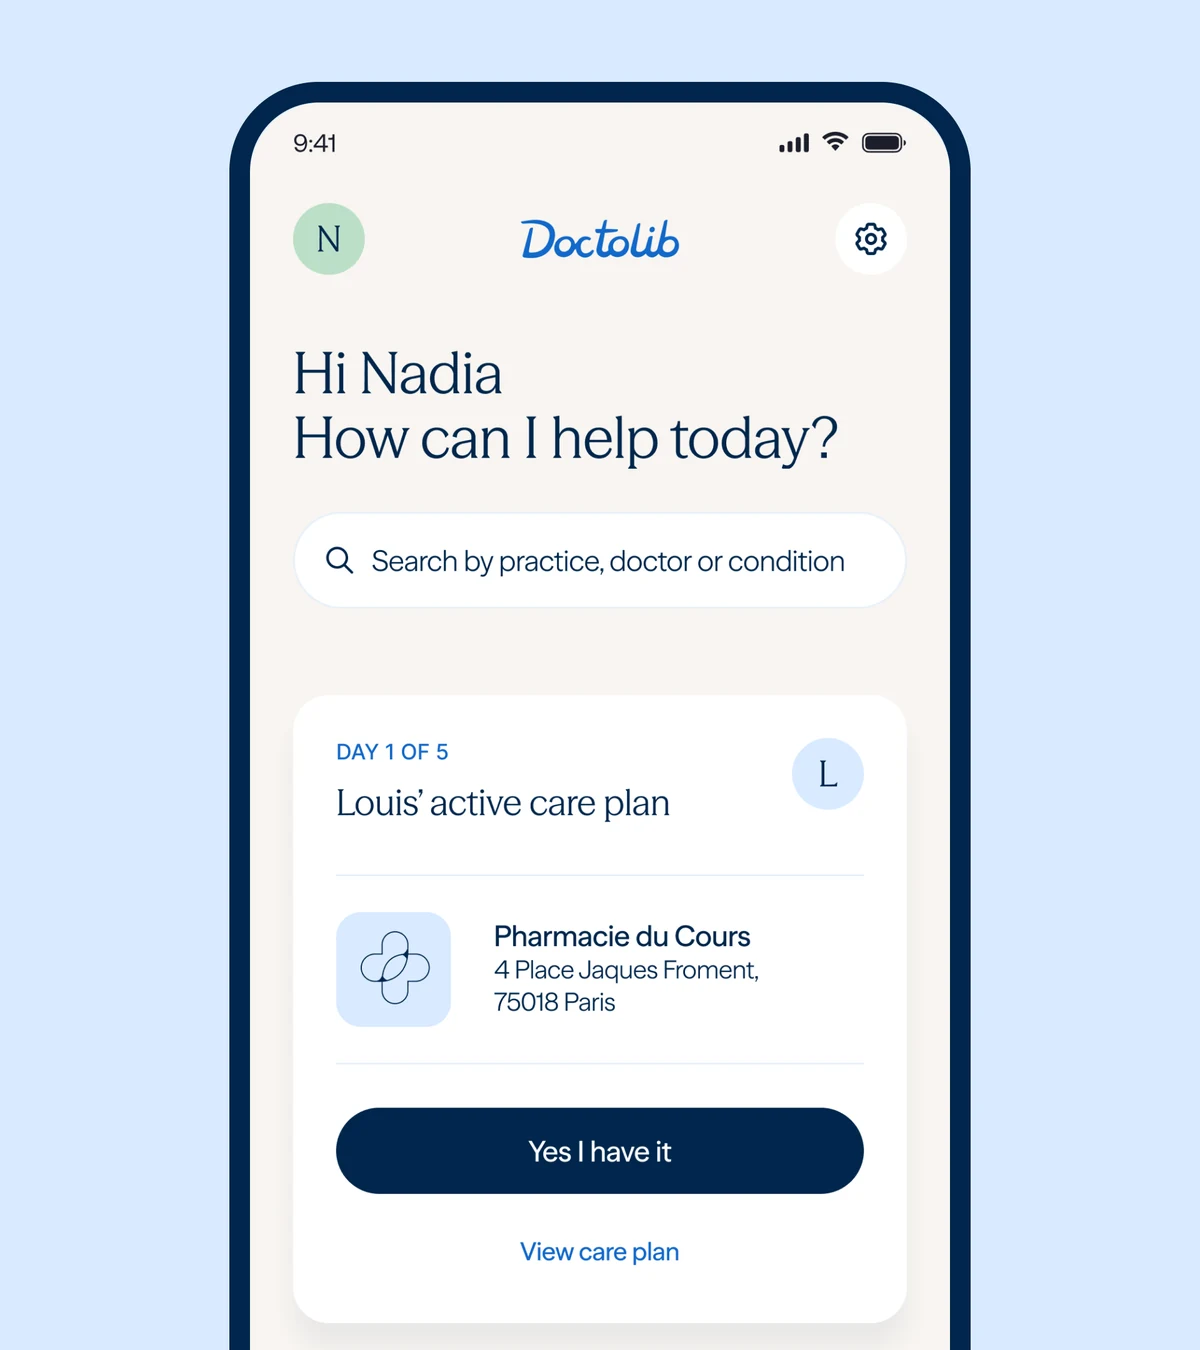 9:41
N
Doctolib
Hi Nadia
How can I help today?
Search by practice, doctor or condition
DAY 1 OF 5
L
Louis’ active care plan
Pharmacie du Cours
4 Place Jaques Froment,
75018 Paris
Yes I have it
View care plan